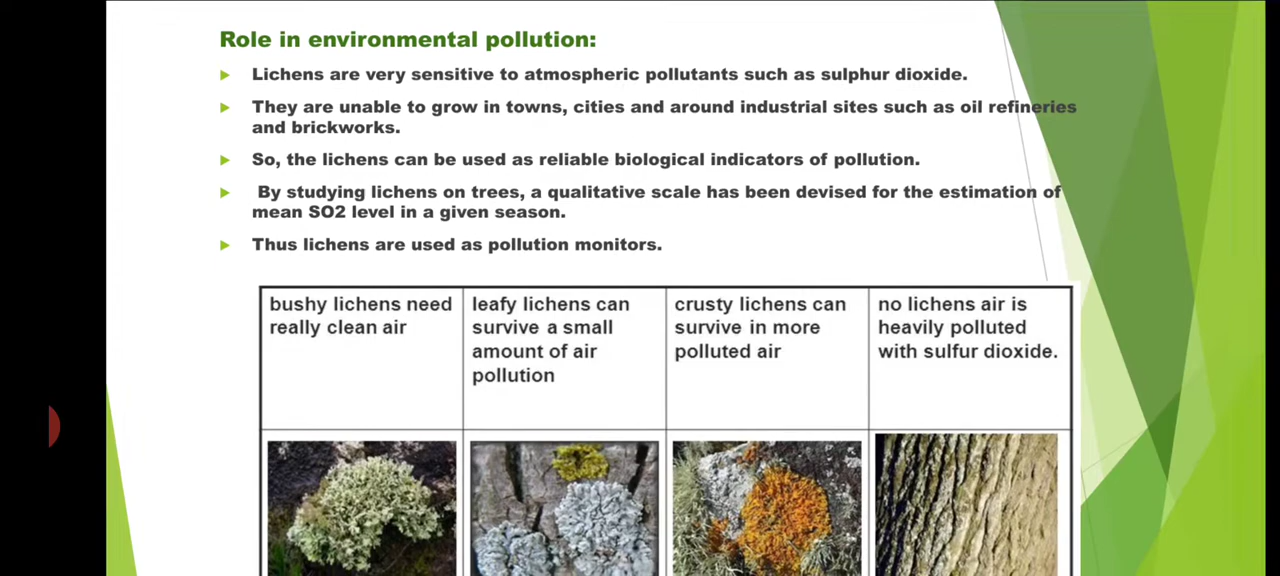 Role in environmental pollution:
Lichens are very sensitive to atmospheric pollutants such as sulphur dioxide.
They are unable to grow in towns, cities and around industrial sites such as oil refineries
and brickworks.
So, the lichens can be used as reliable biological indicators of pollution.
By studying lichens on trees, a qualitative scale has been devised for the estimation of
mean SO2 level in a given season.
Thus lichens are used as pollution monitors.
bushy lichens need
really clean air
leafy lichens can
survive a small
amount of air
pollution
crusty lichens can
survive in more
polluted air
no lichens air is
heavily polluted
with sulfur dioxide.